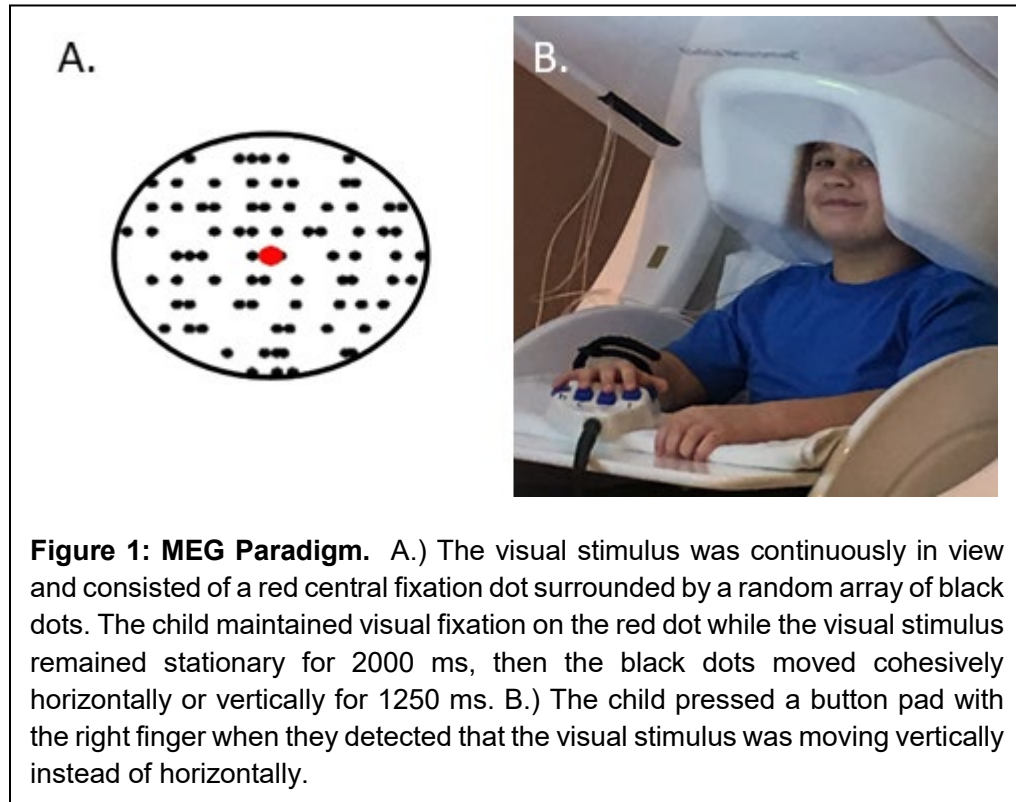 A.
B.
Figure 1: MEG Paradigm. A.) The visual stimulus was continuously in view
and consisted of a red central fixation dot surrounded by a random array of black
dots. The child maintained visual fixation on the red dot while the visual stimulus
remained stationary for 2000 ms, then the black dots moved cohesively
horizontally or vertically for 1250 ms. B.) The child pressed a button pad with
the right finger when they detected that the visual stimulus was moving vertically
instead of horizontally.